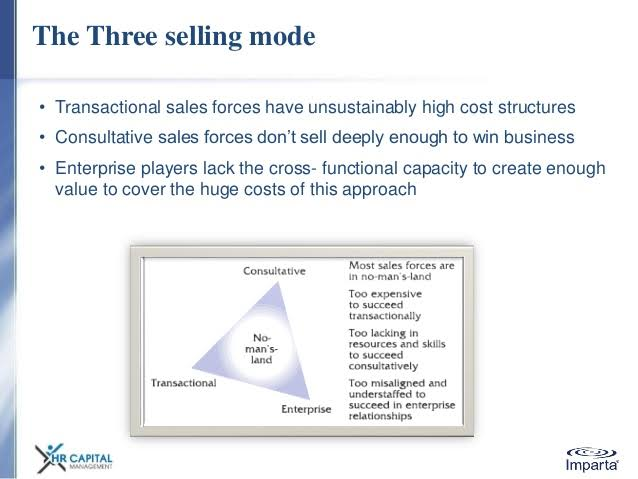 The Three selling mode
• Transactional sales forces have unsustainably high cost structures
• Consultative sales forces don't sell deeply enough to win business
• Enterprise players lack the cross- functional capacity to create enough
value to cover the huge costs of this approach
Consultative
No-
man's-
land
Transactional
Enterprise
Most sales forces are
in no-man's-land
Too expensive
to succeed
transactionally
Too lacking in
resources and skills
to succeed
consultatively
Too misaligned and
understaffed to
succeed in enterprise
relationships
HR CAPITAL
MANAGEMENT
Imparta